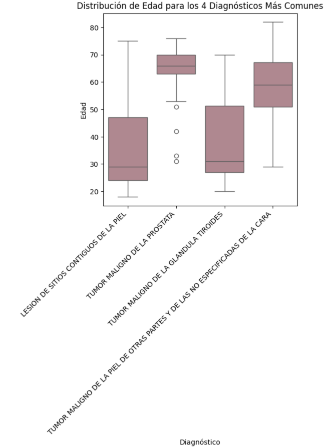 Distribución de Edad para los 4 Diagnósticos Más Comunes
80
70
60
50
40
30
20
Edad
LESION DE SITIOS CONTIGUOS DE LA PIEL
TUMOR MALIGNO DE LA PROSTATA
TUMOR MALIGNO DE LA GLANDULA TIROIDES
TUMOR MALIGNO DE LA PIEL DE OTRAS PARTES Y DE LAS NO ESPECIFICADAS DE LA CARA
Diagnóstico